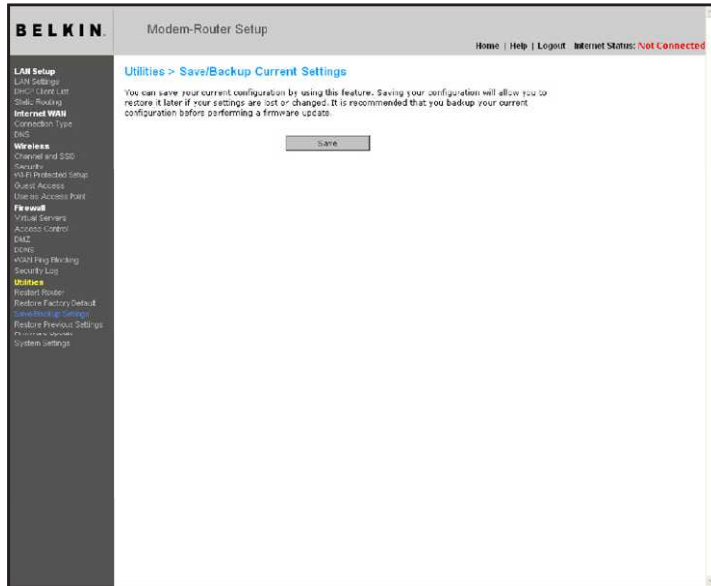 BELKIN.
Modem-Router Setup
Home | Help | Logout Internet Status: Not Connected
LAN Setup
LAN Settings
DHCP Client List
Static Routing
Internet WAN
Connection Type
DNS
Wireless
Channel and SSID
Security
Wi-Fi Protected Setup
Guest Access
Use as Access Point
Firewall
Virtual Servers
Access Control
DMZ
DDNS
WAN Ping Blocking
Security Log
Utilities
Restart Router
Restore Factory Default
Save/Backup Settings
Restore Previous Settings
Firmware Update
System Settings
Utilities > Save/Backup Current Settings
You can save your current configuration by using this feature. Saving your configuration will allow you to
restore it later if your settings are lost or changed. It is recommended that you backup your current
configuration before performing a firmware update.
Save